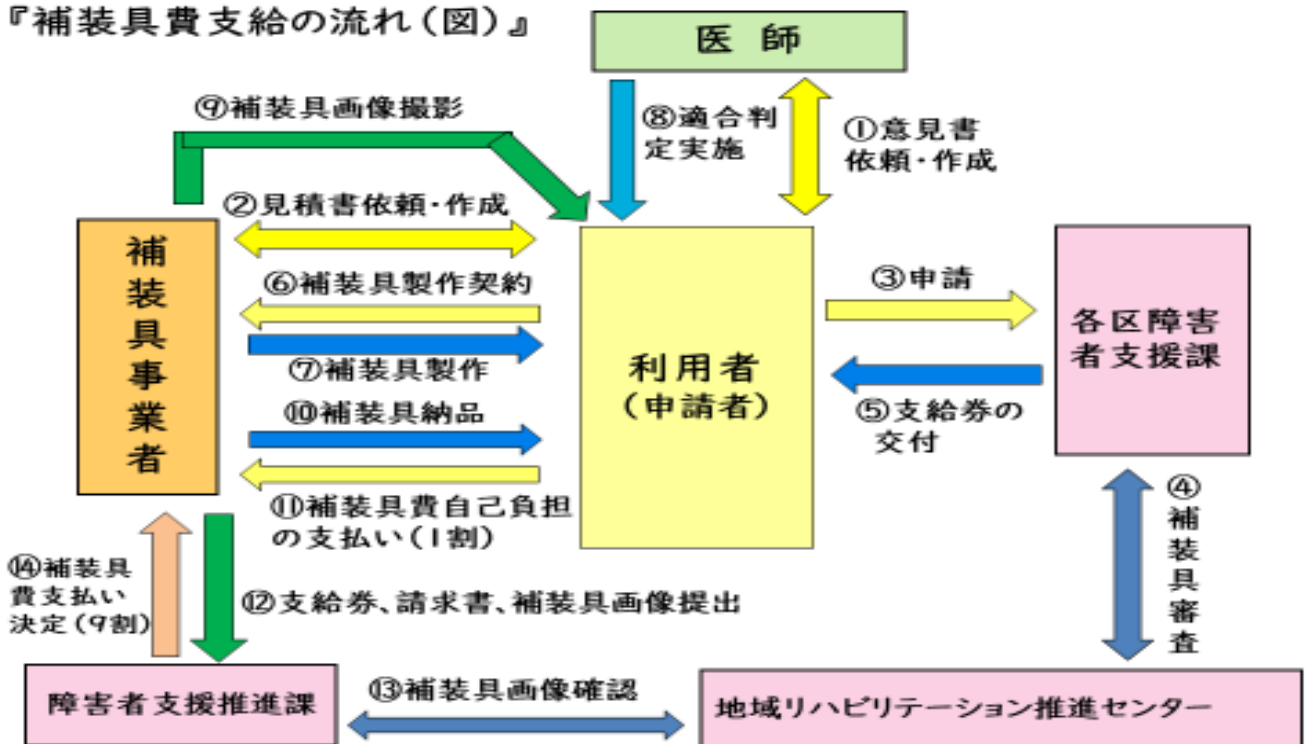 『補装具費支給の流れ(図)』
医 師
⑨補装具画像撮影
⑧適合判
定実施
①意見書
依頼・作成
②見積書依頼・作成
補
装
具
事
業
者
⑥補装具製作契約
⑦補装具製作
⑩補装具納品
⑪補装具費自己負担
の支払い(1割)
利用者
(申請者)
③申請
⑤支給券の
交付
各区障害
者支援課
④
補
装
具
審
査
⑭補装具
費支払い
決定(9割)
⑫支給券、請求書、補装具画像提出
障害者支援推進課
⑬補装具画像確認
地域リハビリテーション推進センター